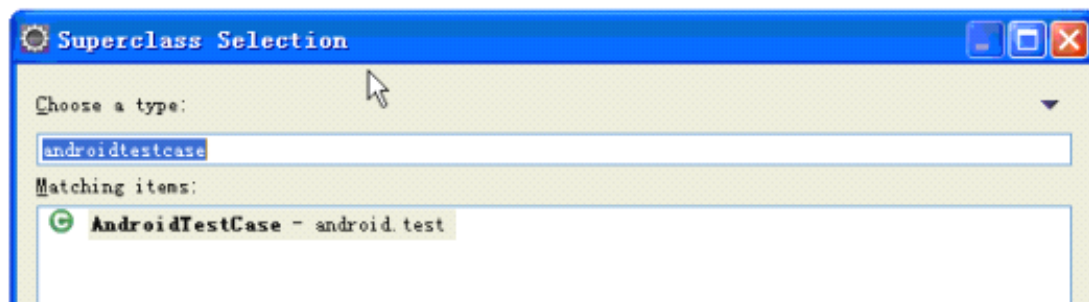 Superclass Selection
Choose a type:
androidtestcase
Matching items:
AndroidTestCase - android.test